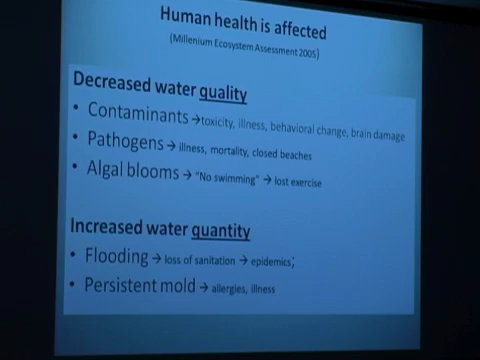 Human health is affected
(Millenium Ecosystem Assessment 2005)
Decreased water quality
• Contaminants →toxicity, illness, behavioral change, brain damage
• Pathogens → illness, mortality, closed beaches
• Algal blooms → "No swimming" → lost exercise
Increased water quantity
• Flooding → loss of sanitation → epidemics;
• Persistent mold → allergies, illness